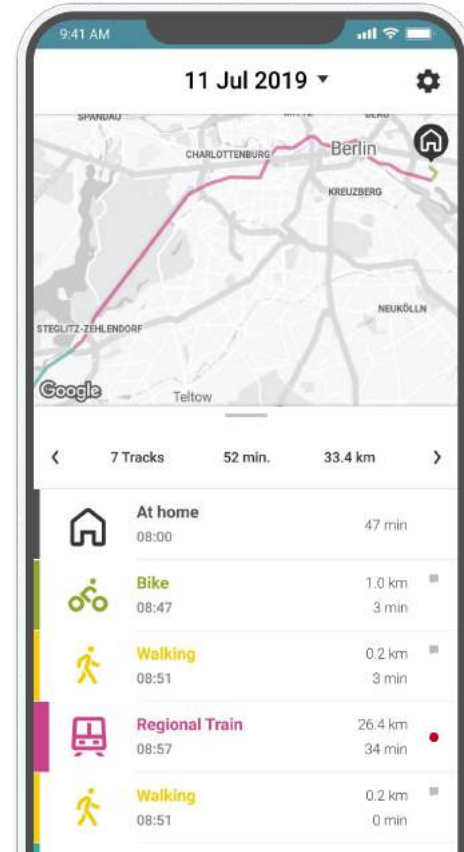 9:41 AM
11 Jul 2019
SPANDAU
CHARLOTTENBURG
Berlin
KREUZBERG
NEUKÖLLN
STEGLITZ-ZEHLENDORF
Google
Teltow
7 Tracks 52 min. 33.4 km
At home
47 min
08:00
Bike
1.0 km
08:47
3 min
Walking
0.2 km
08:51
3 min
Regional Train
26.4 km
08:57
34 min
Walking
0.2 km
08:51
0 min